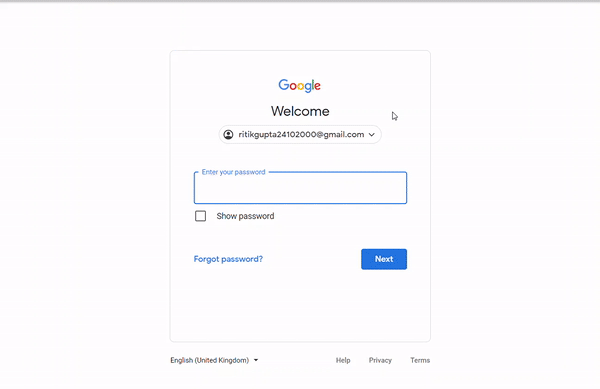 Google
Welcome
ritikgupta24102000@gmail.com
Enter your password
Show password
Forgot password?
Next
English (United Kingdom)
Help
Privacy
Terms